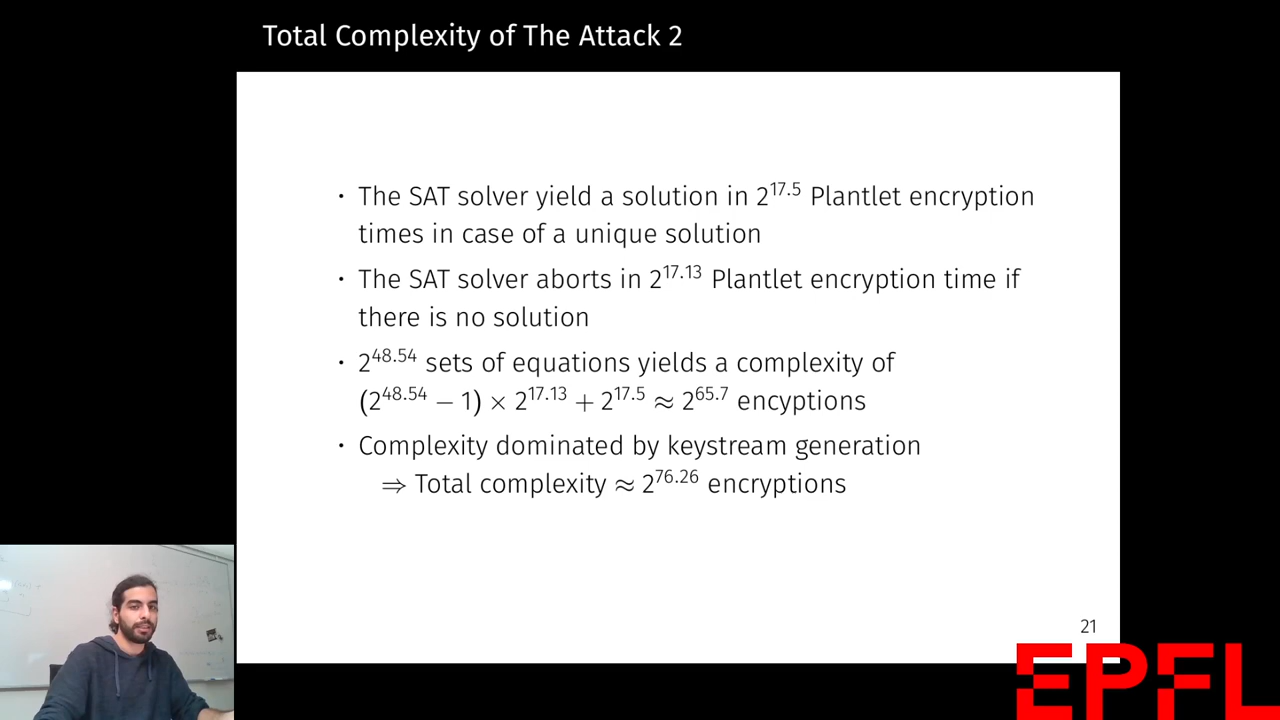 Total Complexity of The Attack 2
· The SAT solver yield a solution in 2^17.5 Plantlet encryption
times in case of a unique solution
· The SAT solver aborts in 2^17.13 Plantlet encryption time if
there is no solution
· 2^48.54 sets of equations yields a complexity of
(2^48.54 − 1) × 2^17.13 + 2^17.5 ≈ 2^65.7 encyptions
· Complexity dominated by keystream generation
⇒ Total complexity ≈ 2^76.26 encryptions
21
EPFL